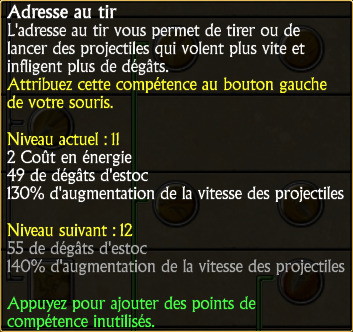 Adresse au tir
L'adresse au tir vous permet de tirer ou de
lancer des projectiles qui volent plus vite et
infligent plus de dégâts.
Attribuez cette compétence au bouton gauche
de votre souris.
Niveau actuel : 11
2 Coût en énergie
49 de dégâts d'estoc
130% d'augmentation de la vitesse des projectiles
Niveau suivant : 12
55 de dégâts d'estoc
140% d'augmentation de la vitesse des projectiles
Appuyez pour ajouter des points de
compétence inutilisés.